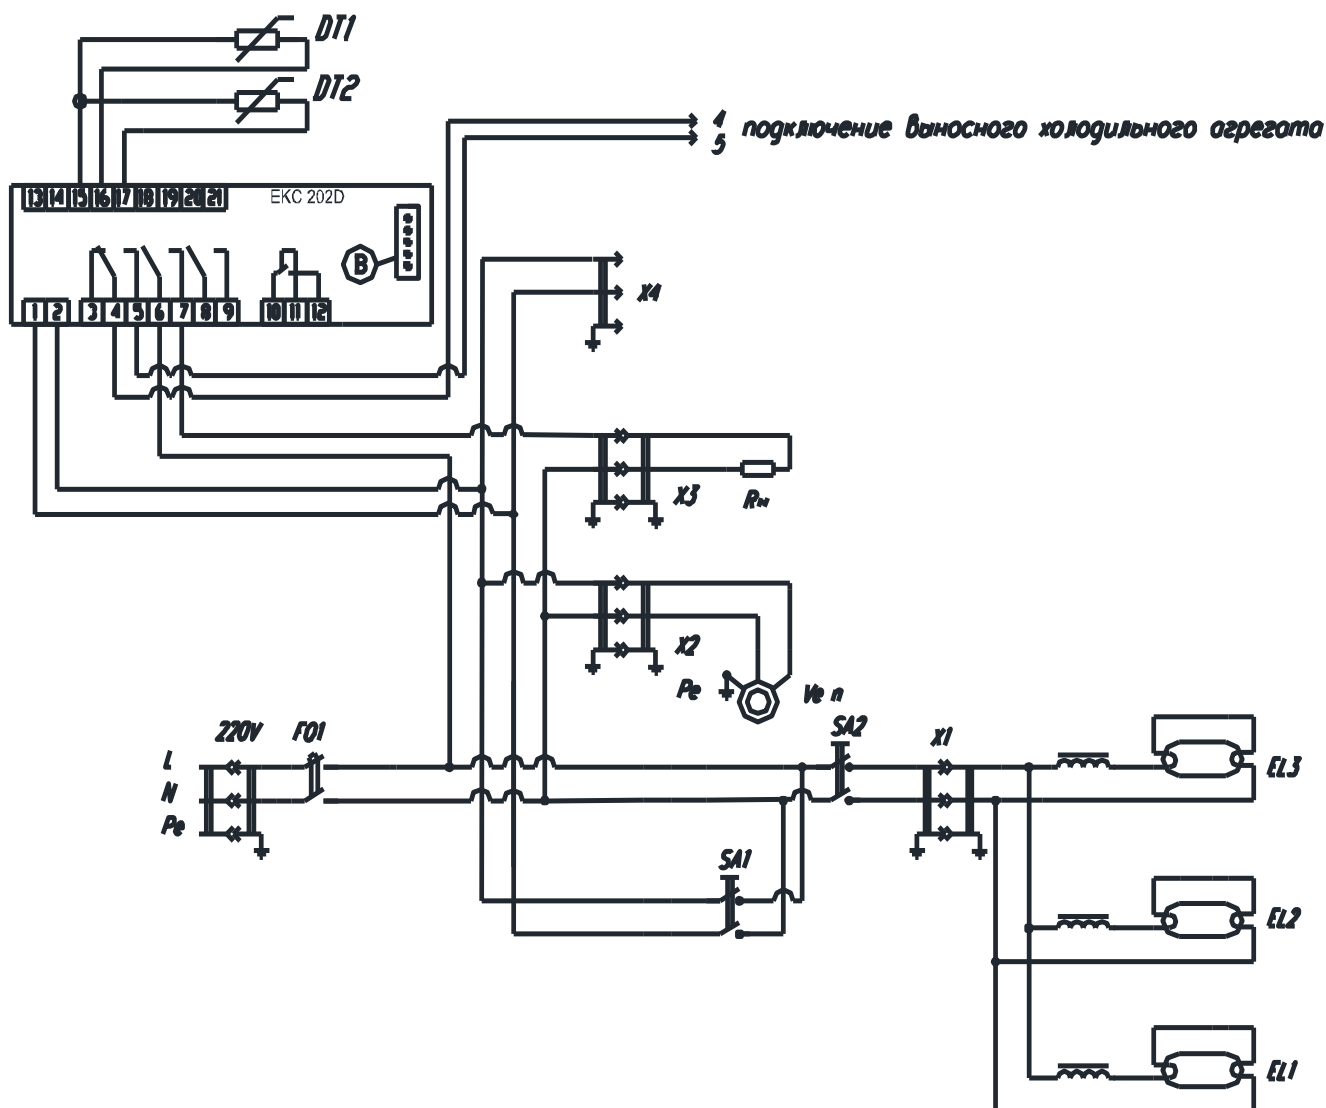 DT1
DT2
4 подключение выносного холодильного агрегата
5
13 14 15 16 17 18 19 20 21
EKC 202D
B
X4
1 2 3 4 5 6 7 8 9 10 11 12
X3
Rн
X2
Pe
Ve n
220V
F01
SA2
X1
L
EL3
N
Pe
SA1
EL2
EL1